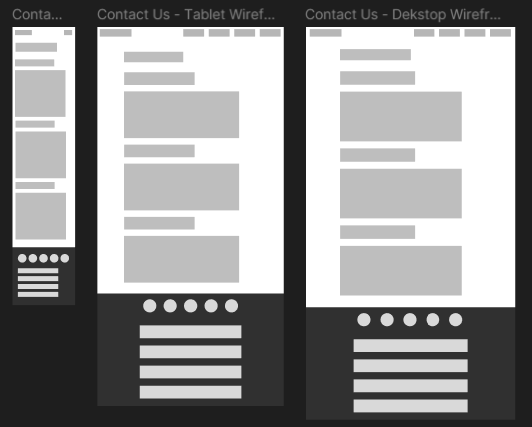 Conta...
Contact Us - Tablet Wiref...
Contact Us - Dekstop Wirefr...